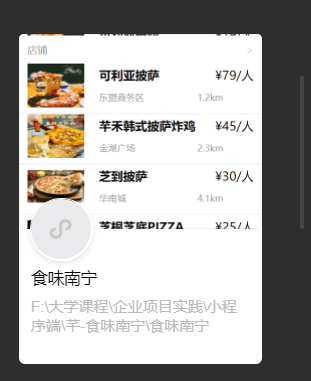 店铺 >
可利亚披萨 ¥79/人
东盟商务区 1.2km
芊禾韩式披萨炸鸡 ¥45/人
金湖广场 2.3km
芝到披萨 ¥30/人
华南城 4.1km
芝根芝底PIZZA ¥25/人
食味南宁
F:\大学课程\企业项目实践\小程
序端\芊-食味南宁\食味南宁